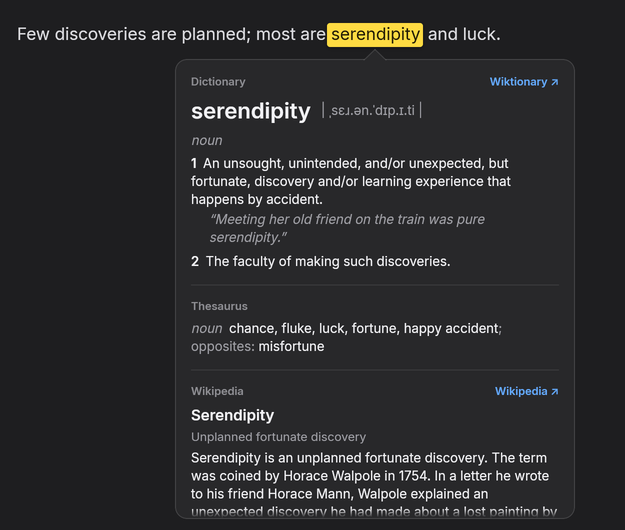 Few discoveries are planned; most are serendipity and luck.
Dictionary
Wiktionary ↗
serendipity | ˌsɛɹ.ən.ˈdɪp.ɪ.ti |
noun
1 An unsought, unintended, and/or unexpected, but
fortunate, discovery and/or learning experience that
happens by accident.
“Meeting her old friend on the train was pure
serendipity.”
2 The faculty of making such discoveries.
Thesaurus
noun chance, fluke, luck, fortune, happy accident;
opposites: misfortune
Wikipedia
Wikipedia ↗
Serendipity
Unplanned fortunate discovery
Serendipity is an unplanned fortunate discovery. The term
was coined by Horace Walpole in 1754. In a letter he wrote
to his friend Horace Mann, Walpole explained an
unexpected discovery he had made about a lost painting by